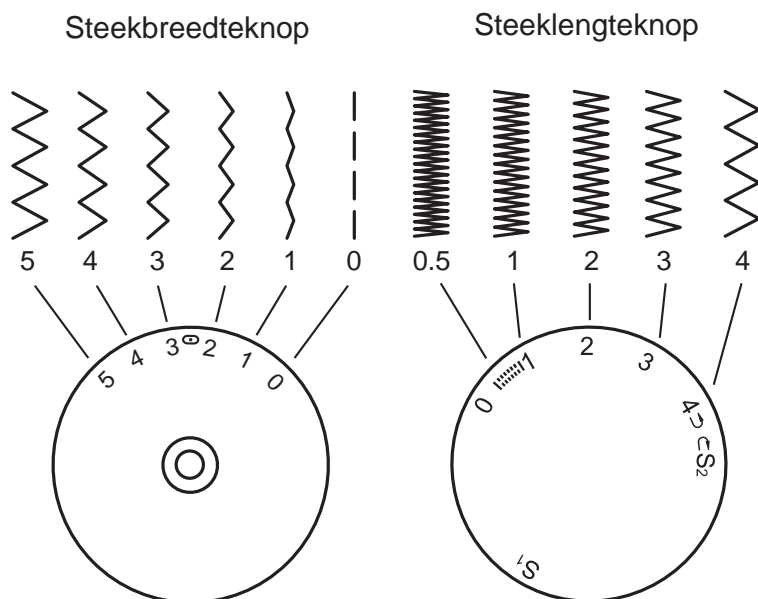 Steekbreedteknop
Steeklengteknop
5 4 3 2 1 0
0.5 1 2 3 4
5 4 3 2 1 0
0 1 2 3 4 S2
S1